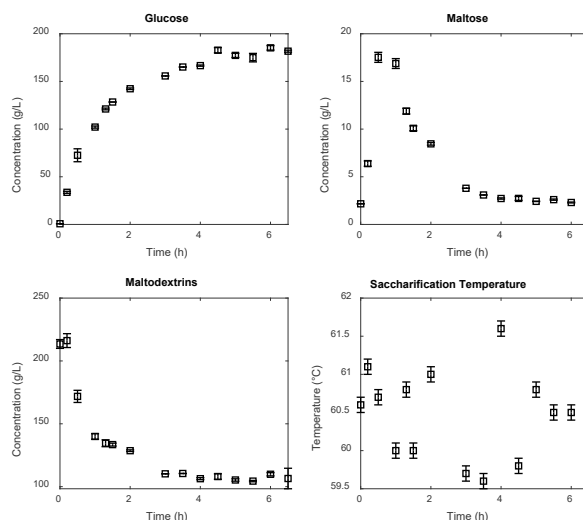 Glucose
Concentration (g/L)
200
150
100
50
0
0 2 4 6
Time (h)
Maltose
Concentration (g/L)
20
15
10
5
0
0 2 4 6
Time (h)
Maltodextrins
Concentration (g/L)
250
200
150
100
0 2 4 6
Time (h)
Saccharification Temperature
Temperature (°C)
62
61.5
61
60.5
60
59.5
0 2 4 6
Time (h)